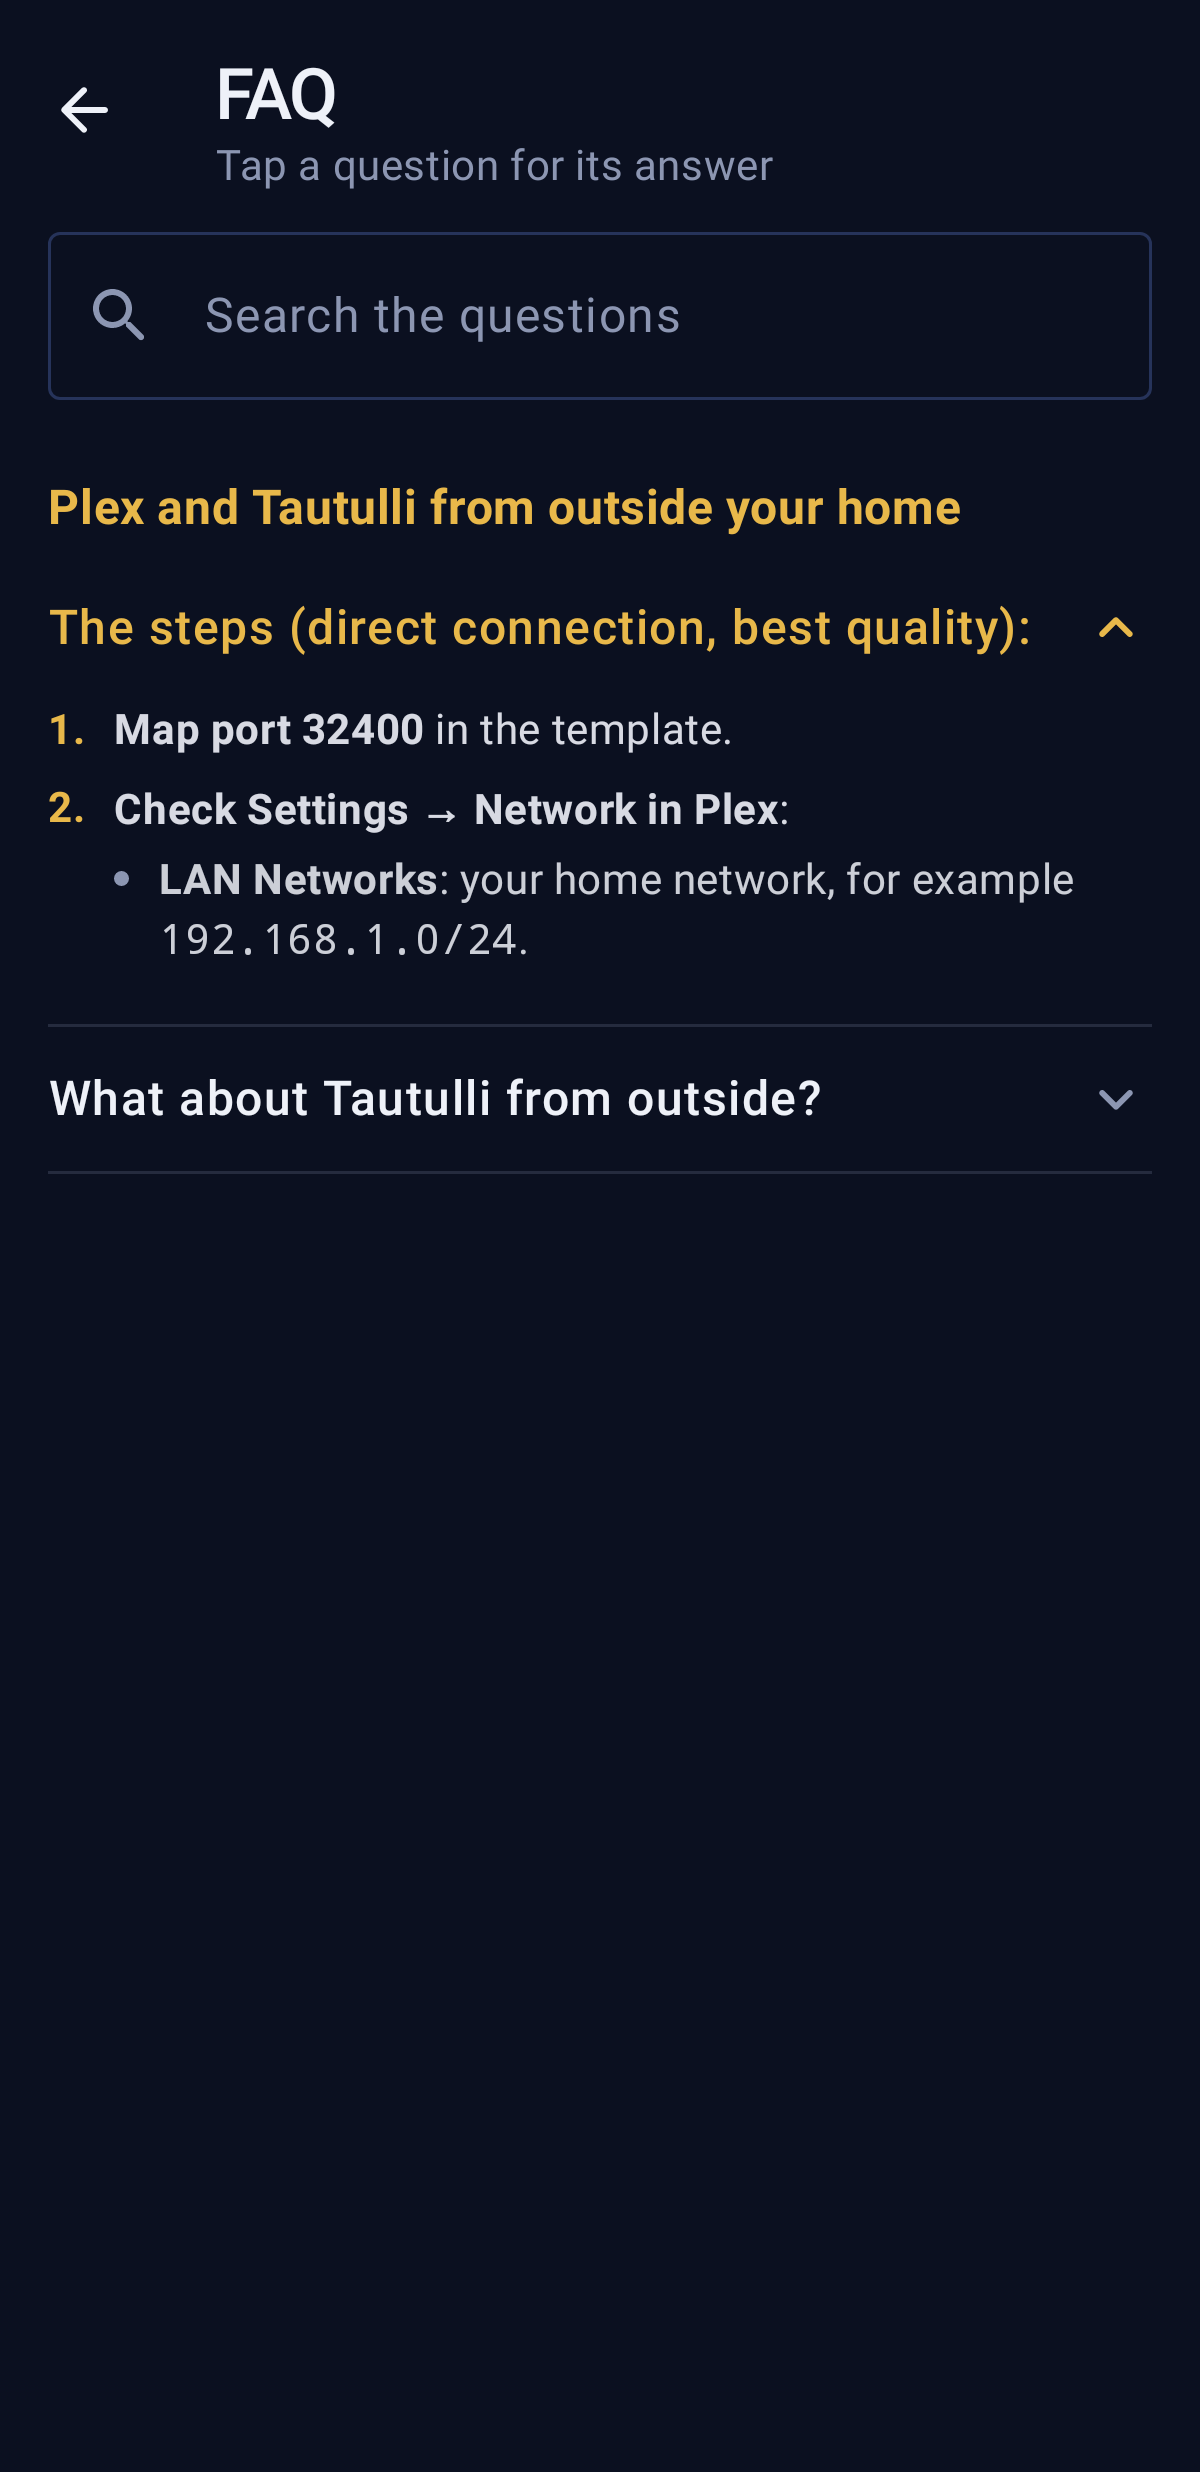 FAQ
Tap a question for its answer
Search the questions
Plex and Tautulli from outside your home
The steps (direct connection, best quality):
1. Map port 32400 in the template.
2. Check Settings → Network in Plex:
• LAN Networks: your home network, for example
192.168.1.0/24.
What about Tautulli from outside?